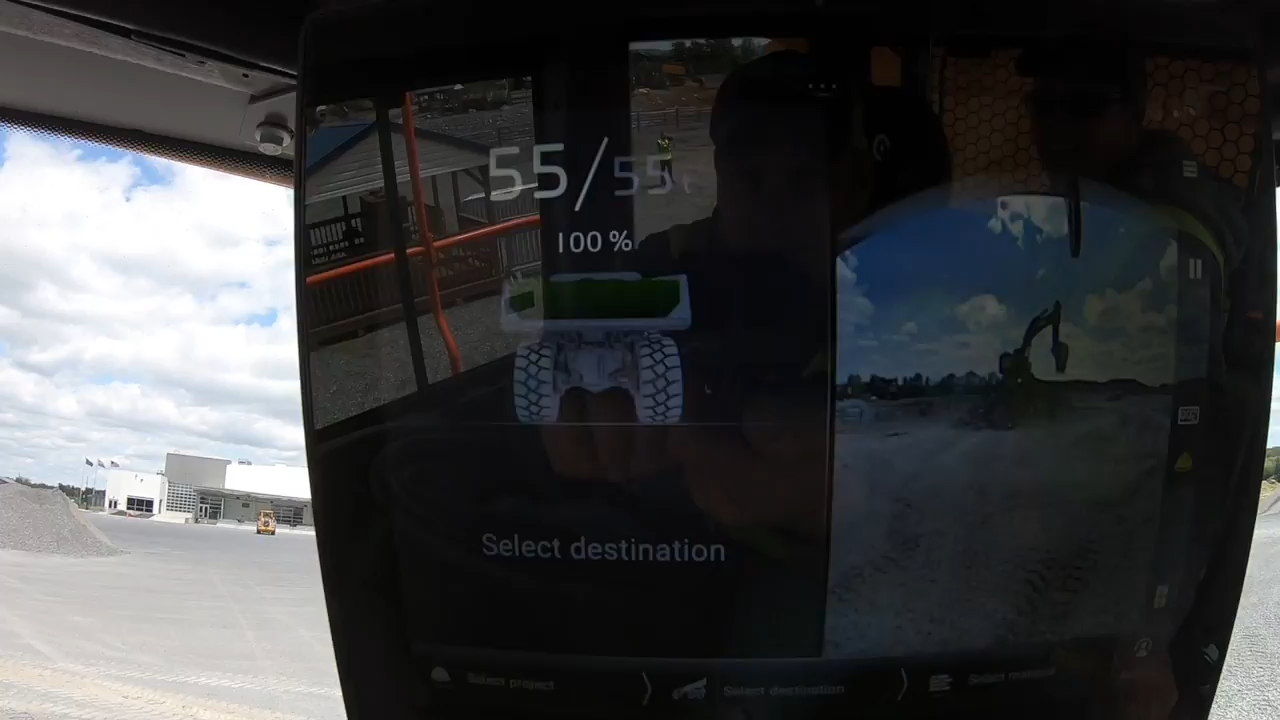 55/55 t
100 %
Select destination
Select project
Select destination
Select material